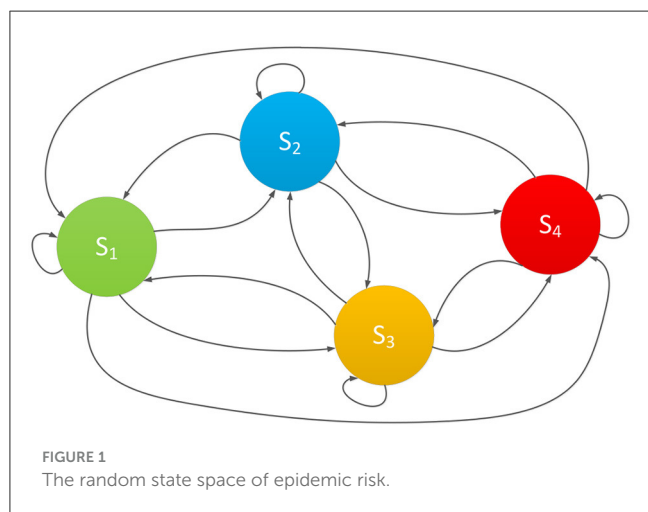 S₂
S₄
S₁
S₃
FIGURE 1
The random state space of epidemic risk.